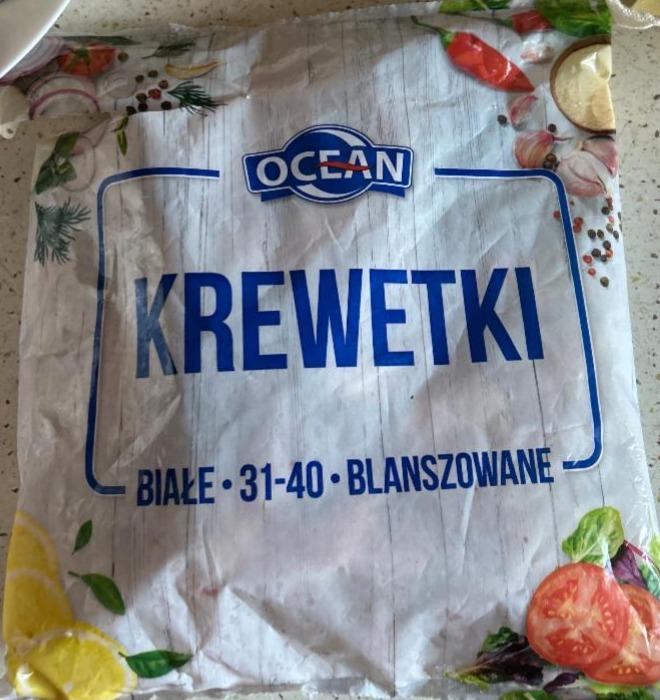 OCEAN
KREWETKI
BIAŁE • 31-40 • BLANSZOWANE